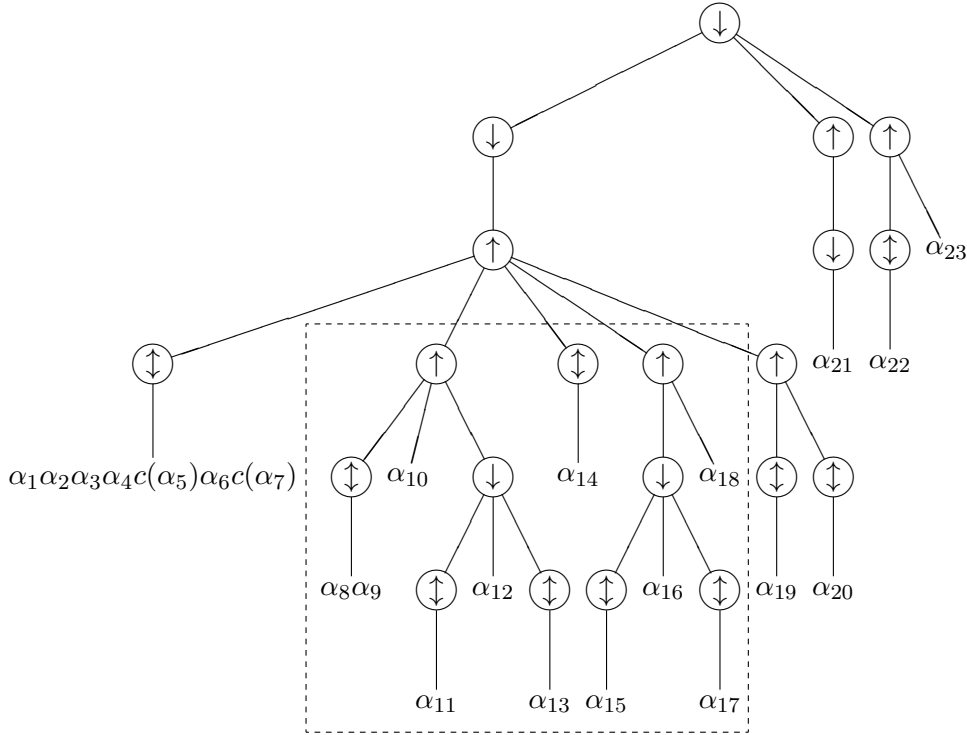 ↓
↓ ↑ ↑
↑ ↓ ↕ α₂₃
↕ ↑ ↕ ↑ ↑ α₂₁ α₂₂
α₁α₂α₃α₄c(α₅)α₆c(α₇) ↕ α₁₀ ↓ α₁₄ ↓ α₁₈ ↕ ↕
α₈α₉ ↕ α₁₂ ↕ ↕ α₁₆ ↕ α₁₉ α₂₀
α₁₁ α₁₃ α₁₅ α₁₇